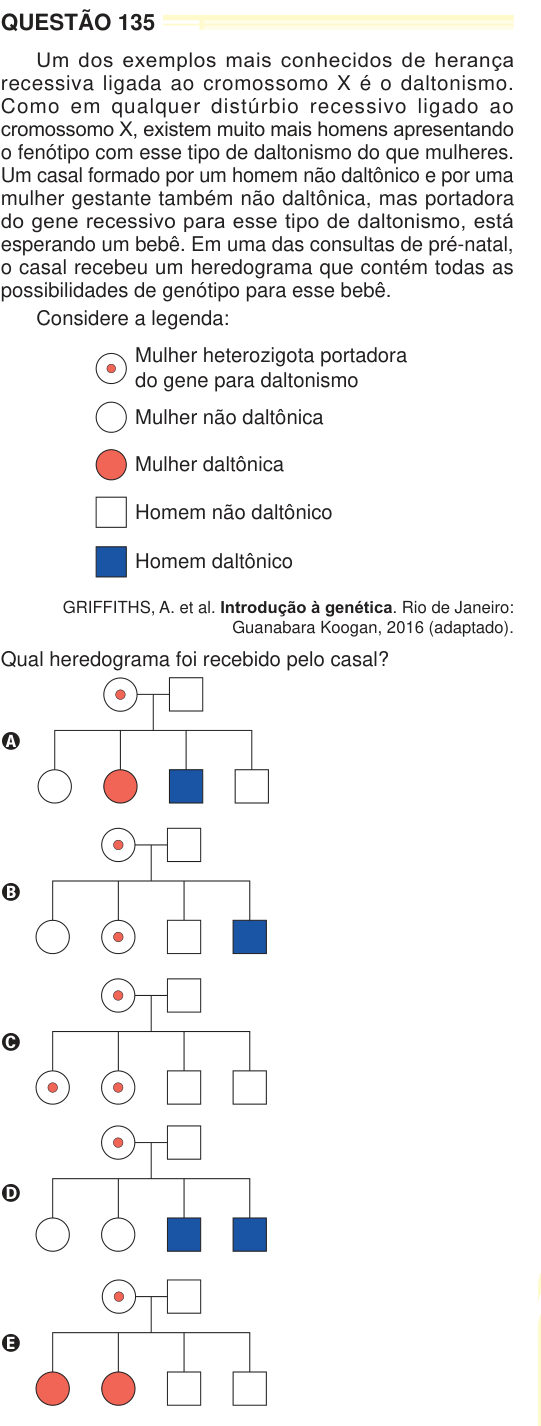 QUESTÃO 135
Um dos exemplos mais conhecidos de herança
recessiva ligada ao cromossomo X é o daltonismo.
Como em qualquer distúrbio recessivo ligado ao
cromossomo X, existem muito mais homens apresentando
o fenótipo com esse tipo de daltonismo do que mulheres.
Um casal formado por um homem não daltônico e por uma
mulher gestante também não daltônica, mas portadora
do gene recessivo para esse tipo de daltonismo, está
esperando um bebê. Em uma das consultas de pré-natal,
o casal recebeu um heredograma que contém todas as
possibilidades de genótipo para esse bebê.
Considere a legenda:
Mulher heterozigota portadora
do gene para daltonismo
Mulher não daltônica
Mulher daltônica
Homem não daltônico
Homem daltônico
GRIFFITHS, A. et al. Introdução à genética. Rio de Janeiro:
Guanabara Koogan, 2016 (adaptado).
Qual heredograma foi recebido pelo casal?
A
B
C
D
E